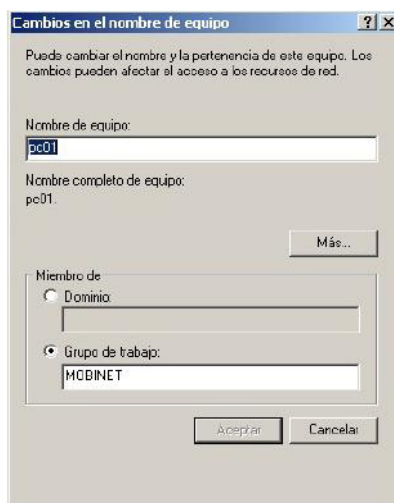 Cambios en el nombre de equipo
Puede cambiar el nombre y la pertenencia de este equipo. Los
cambios pueden afectar al acceso a los recursos de red.
Nombre de equipo:
pc01
Nombre completo de equipo:
pc01.
Más...
Miembro de
Dominio:
Grupo de trabajo:
MOBINET
Aceptar
Cancelar